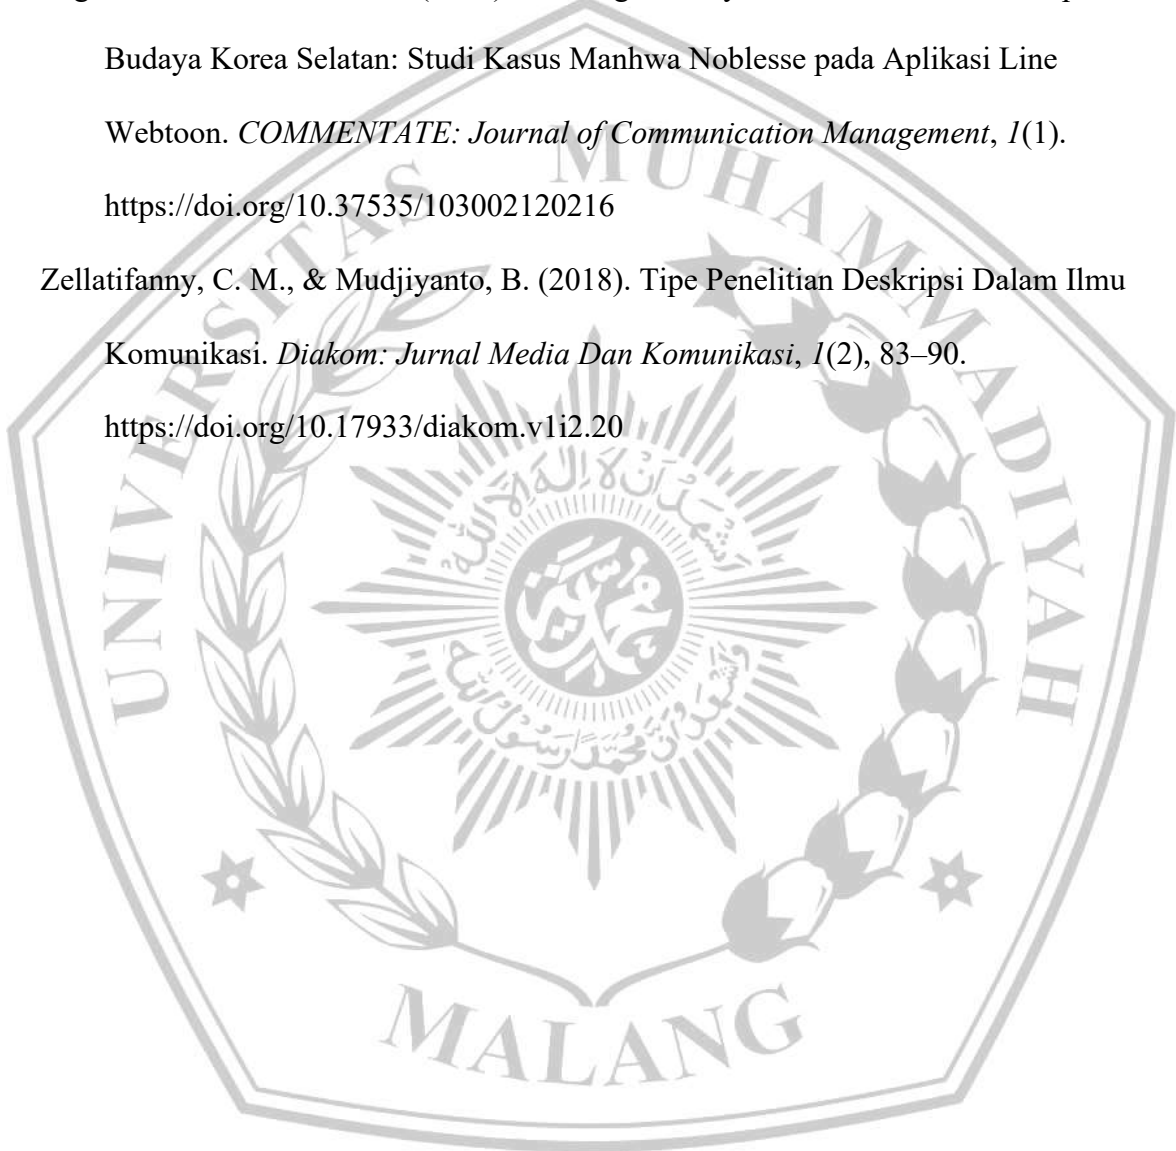 Budaya Korea Selatan: Studi Kasus Manhwa Noblesse pada Aplikasi Line
Webtoon. COMMENTATE: Journal of Communication Management, 1(1).
https://doi.org/10.37535/103002120216
Zellatifanny, C. M., & Mudjiyanto, B. (2018). Tipe Penelitian Deskripsi Dalam Ilmu
Komunikasi. Diakom: Jurnal Media Dan Komunikasi, 1(2), 83–90.
https://doi.org/10.17933/diakom.v1i2.20
UNIVERSITAS MUHAMMADIYAH
MALANG